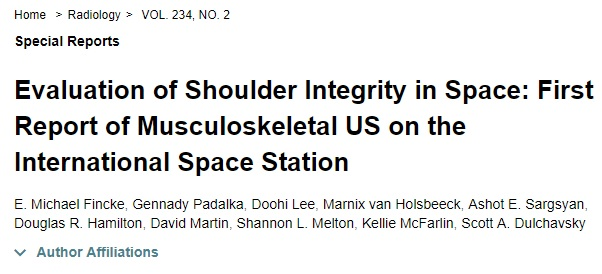 Home > Radiology > VOL. 234, NO. 2
Special Reports
Evaluation of Shoulder Integrity in Space: First
Report of Musculoskeletal US on the
International Space Station
E. Michael Fincke, Gennady Padalka, Doohi Lee, Marnix van Holsbeeck, Ashot E. Sargsyan,
Douglas R. Hamilton, David Martin, Shannon L. Melton, Kellie McFarlin, Scott A. Dulchavsky
Author Affiliations